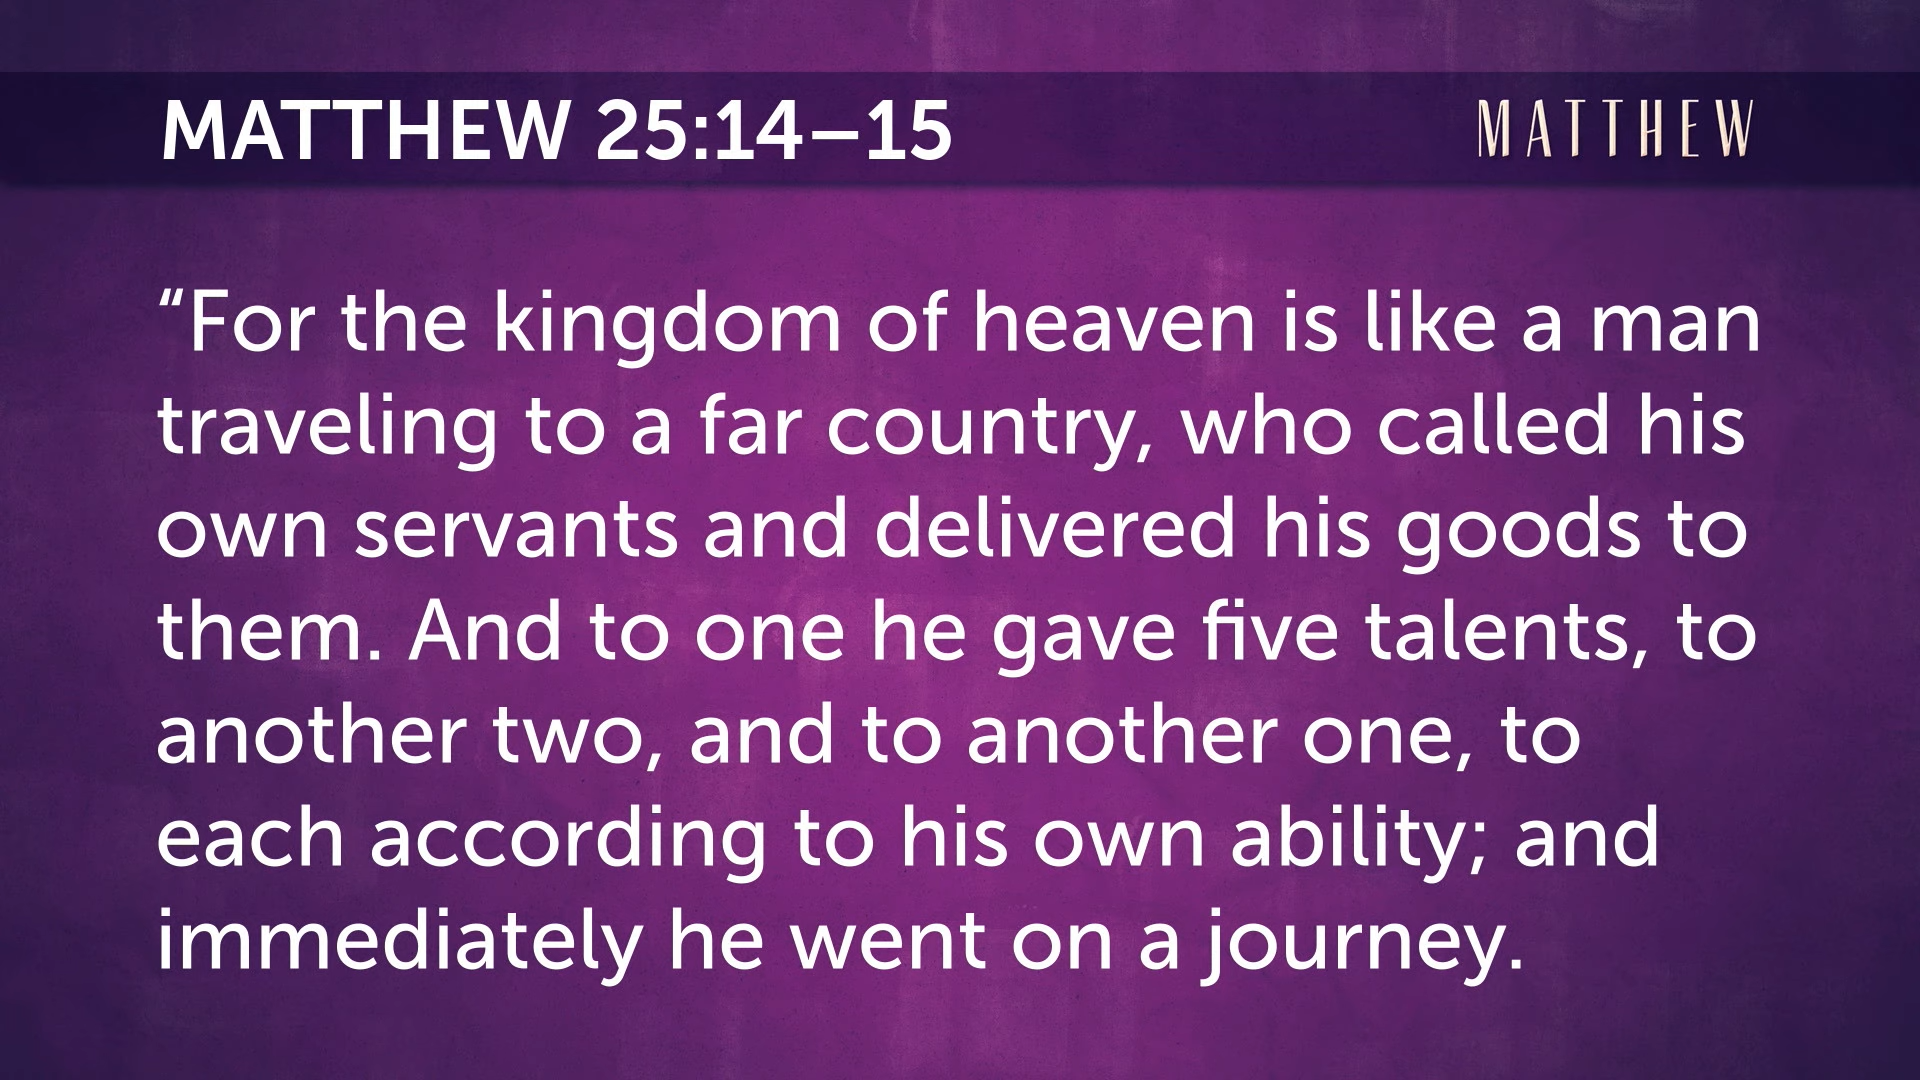 MATTHEW 25:14–15
MATTHEW
“For the kingdom of heaven is like a man
traveling to a far country, who called his
own servants and delivered his goods to
them. And to one he gave five talents, to
another two, and to another one, to
each according to his own ability; and
immediately he went on a journey.